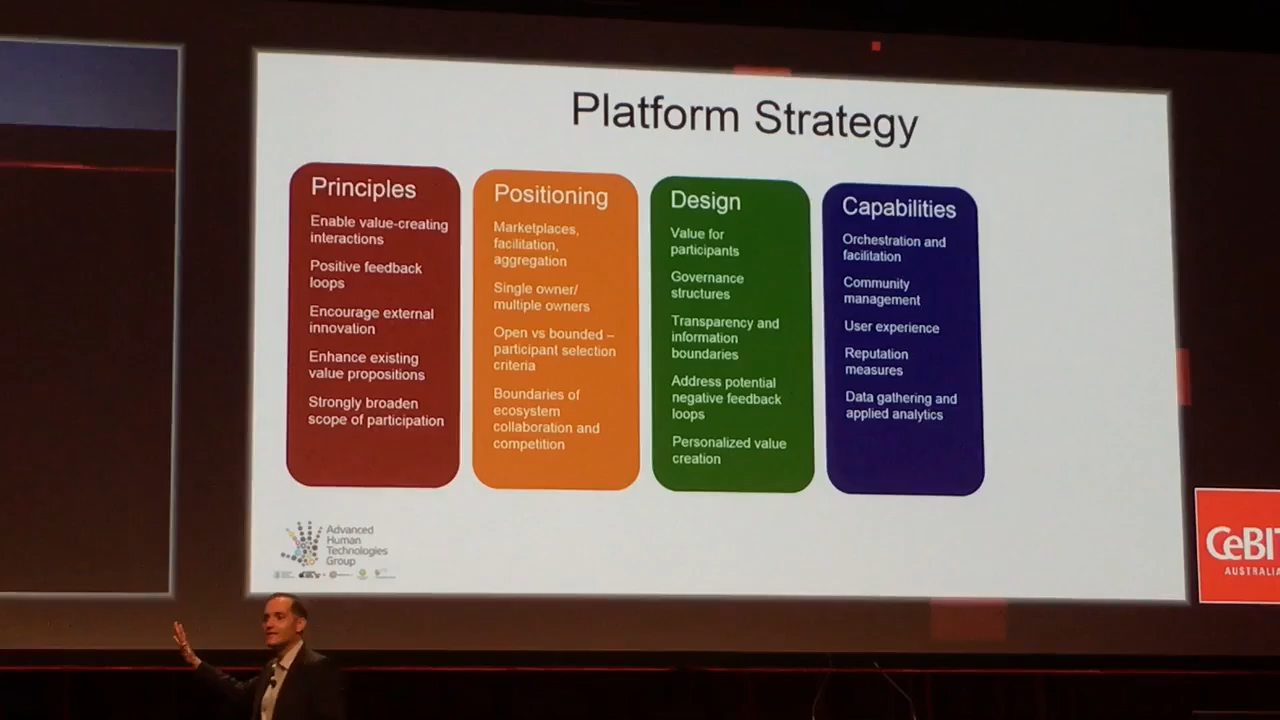 Platform Strategy
Principles
Enable value-creating
interactions
Positive feedback
loops
Encourage external
innovation
Enhance existing
value propositions
Strongly broaden
scope of participation
Positioning
Marketplaces,
facilitation,
aggregation
Single owner/
multiple owners
Open vs bounded –
participant selection
criteria
Boundaries of
ecosystem
collaboration and
competition
Design
Value for
participants
Governance
structures
Transparency and
information
boundaries
Address potential
negative feedback
loops
Personalized value
creation
Capabilities
Orchestration and
facilitation
Community
management
User experience
Reputation
measures
Data gathering and
applied analytics
Advanced
Human
Technologies
Group
CeBIT
AUSTRALIA